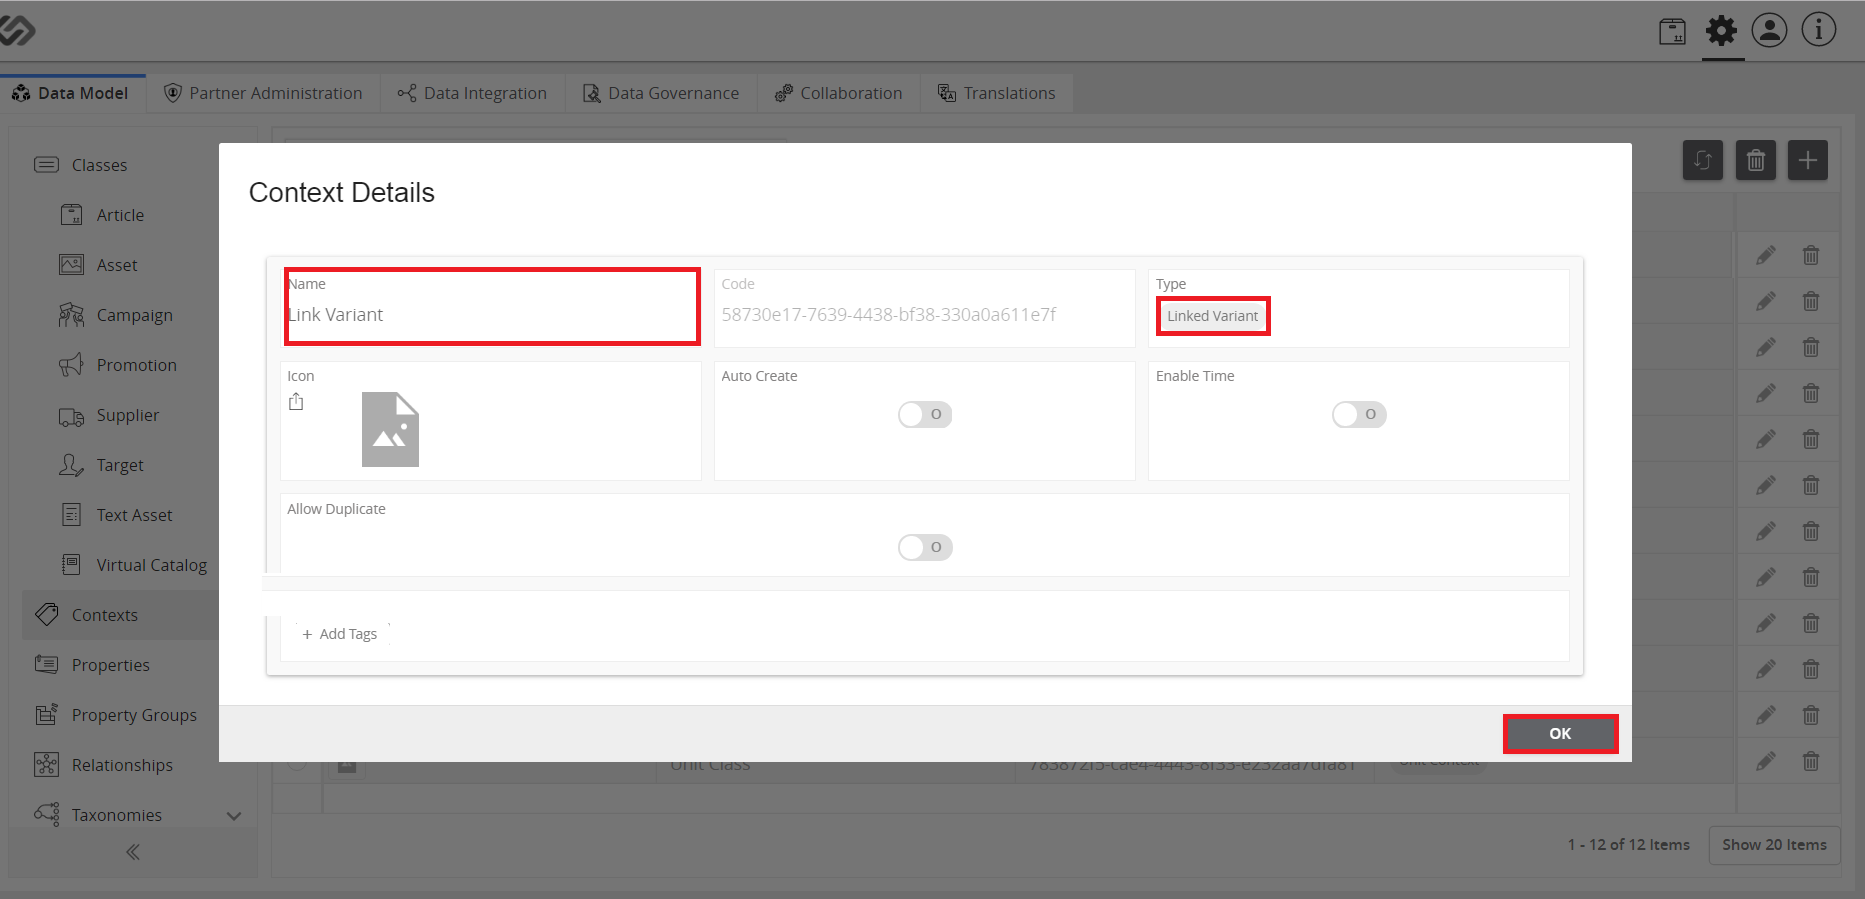 Data Model
Partner Administration
Data Integration
Data Governance
Collaboration
Translations
Classes
Article
Asset
Campaign
Promotion
Supplier
Target
Text Asset
Virtual Catalog
Contexts
Properties
Property Groups
Relationships
Taxonomies
Context Details
Name
Link Variant
Code
58730e17-7639-4438-bf38-330a0a611e7f
Type
Linked Variant
Icon
Auto Create
Enable Time
Allow Duplicate
+ Add Tags
OK
Unit Class
Unit Context
1 - 12 of 12 Items
Show 20 Items